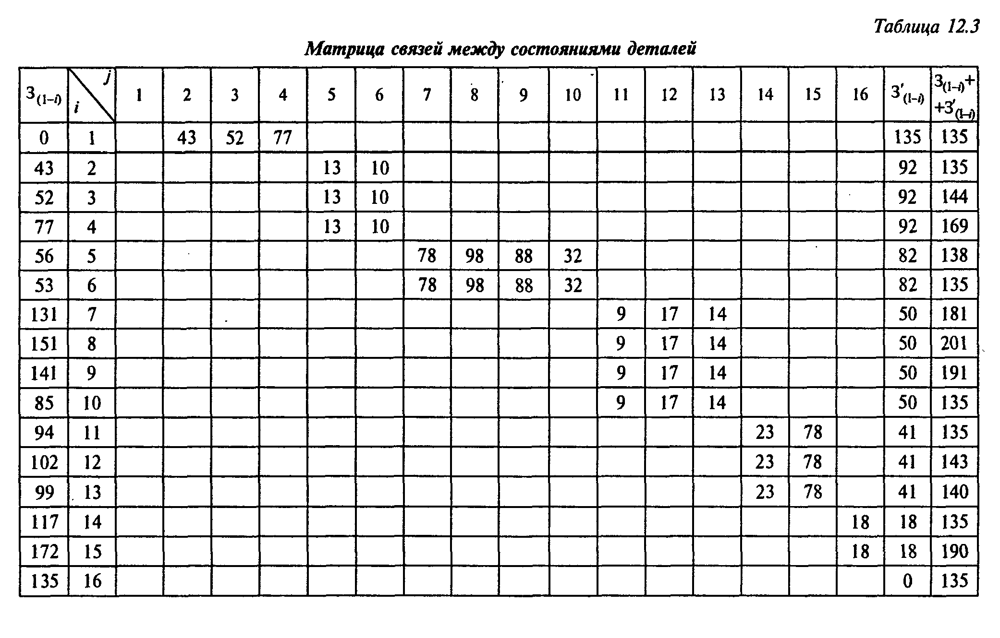 Таблица 12.3
Матрица связей между состояниями деталей
З(1–i) i j 1 2 3 4 5 6 7 8 9 10 11 12 13 14 15 16 З′(1–i) З(1–i)+
+З′(1–i)
0 1 43 52 77 135 135
43 2 13 10 92 135
52 3 13 10 92 144
77 4 13 10 92 169
56 5 78 98 88 32 82 138
53 6 78 98 88 32 82 135
131 7 9 17 14 50 181
151 8 9 17 14 50 201
141 9 9 17 14 50 191
85 10 9 17 14 50 135
94 11 23 78 41 135
102 12 23 78 41 143
99 13 23 78 41 140
117 14 18 18 135
172 15 18 18 190
135 16 0 135